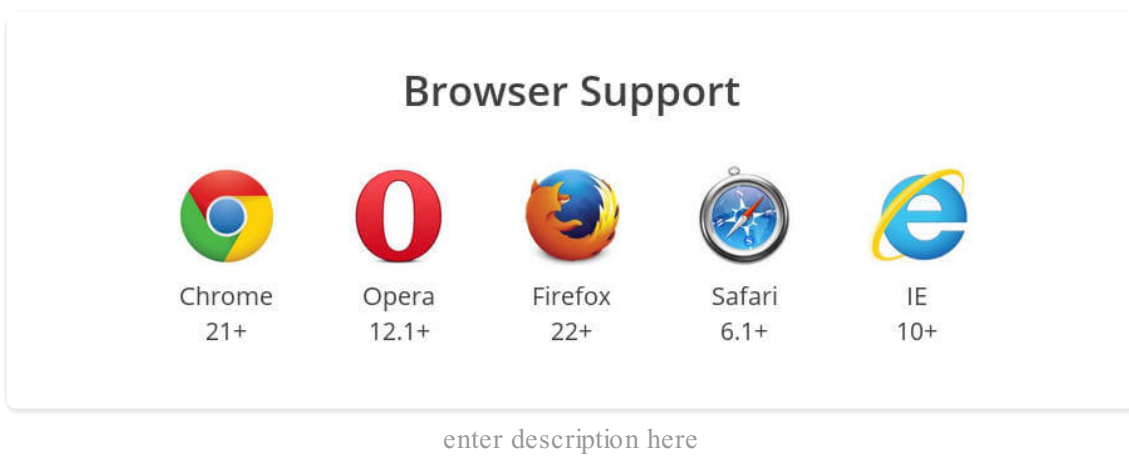 Browser Support
Chrome Opera Firefox Safari IE
21+ 12.1+ 22+ 6.1+ 10+
enter description here